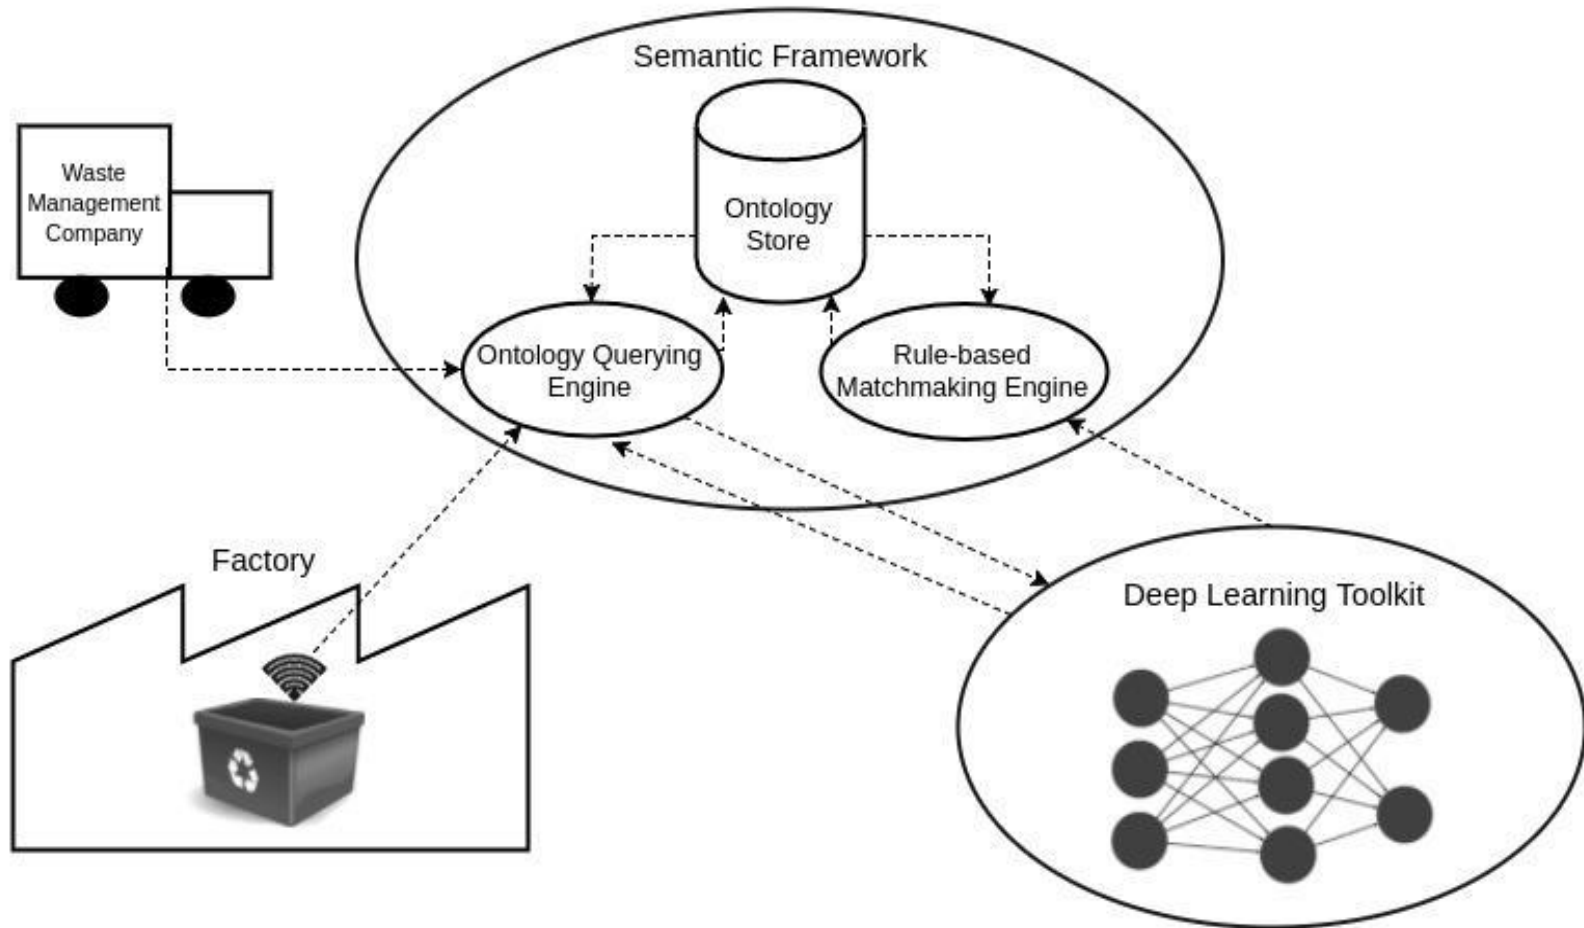 Semantic Framework
Waste
Management
Company
Ontology
Store
Ontology Querying
Engine
Rule-based
Matchmaking Engine
Factory
Deep Learning Toolkit